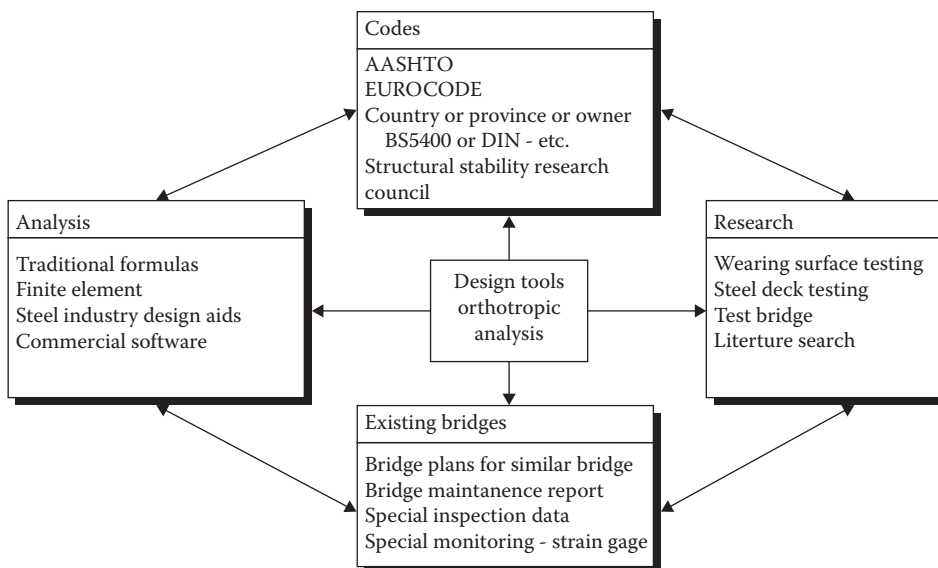 Codes
AASHTO
EUROCODE
Country or province or owner
BS5400 or DIN - etc.
Structural stability research
council
Analysis
Traditional formulas
Finite element
Steel industry design aids
Commercial software
Design tools
orthotropic
analysis
Research
Wearing surface testing
Steel deck testing
Test bridge
Literture search
Existing bridges
Bridge plans for similar bridge
Bridge maintanence report
Special inspection data
Special monitoring - strain gage